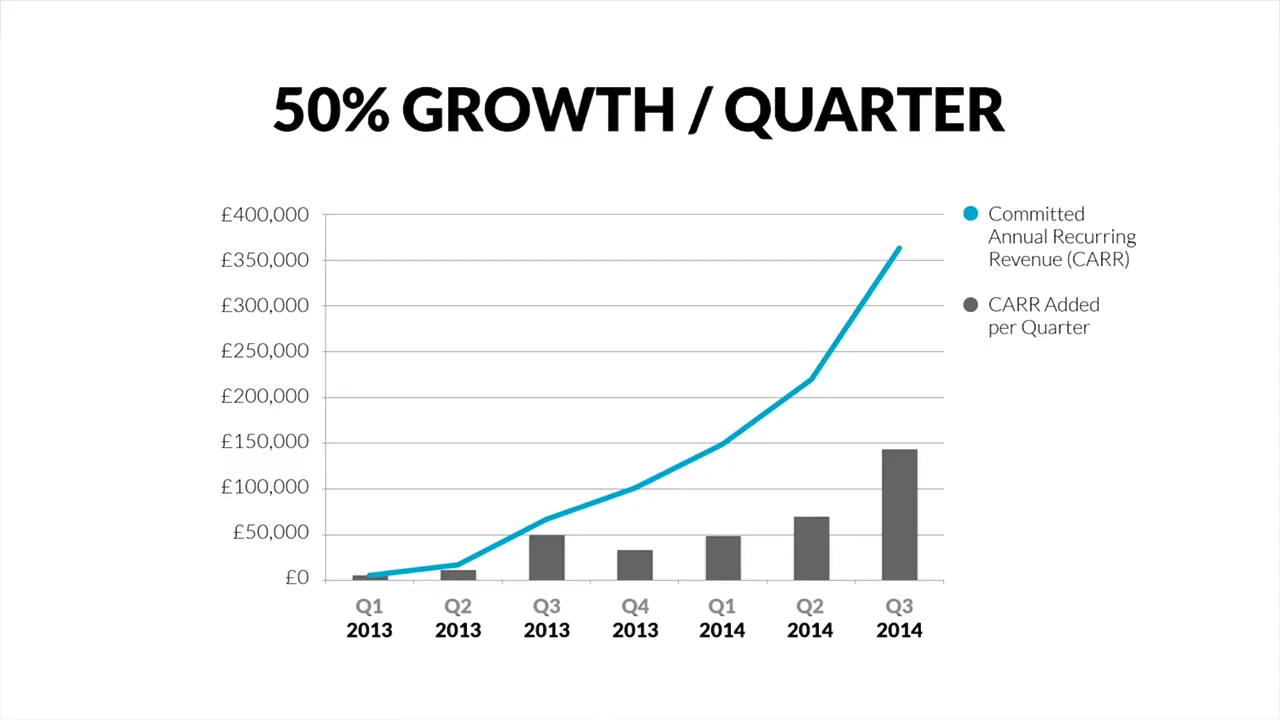 50% GROWTH / QUARTER
£400,000
£350,000
£300,000
£250,000
£200,000
£150,000
£100,000
£50,000
£0
Q1 Q2 Q3 Q4 Q1 Q2 Q3
2013 2013 2013 2013 2014 2014 2014
Committed
Annual Recurring
Revenue (CARR)
CARR Added
per Quarter